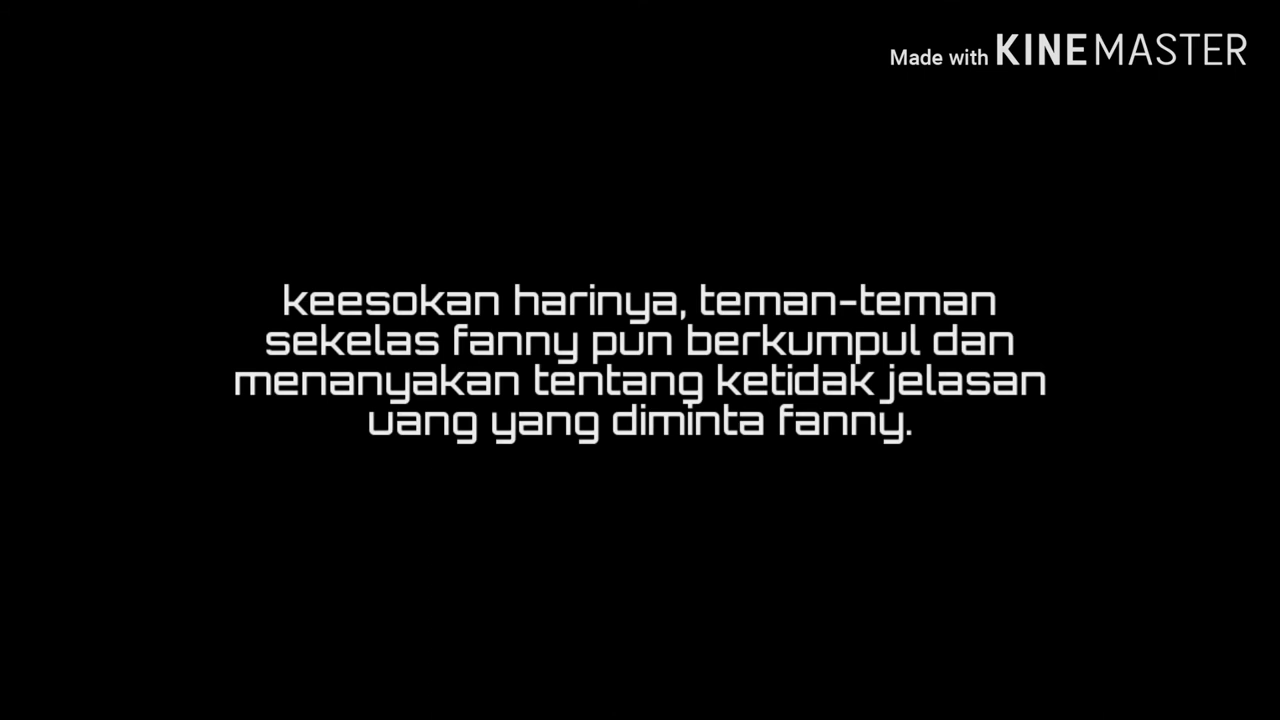 Made with KINEMASTER
keesokan harinya, teman-teman
sekelas fanny pun berkumpul dan
menanyakan tentang ketidak jelasan
uang yang diminta fanny.